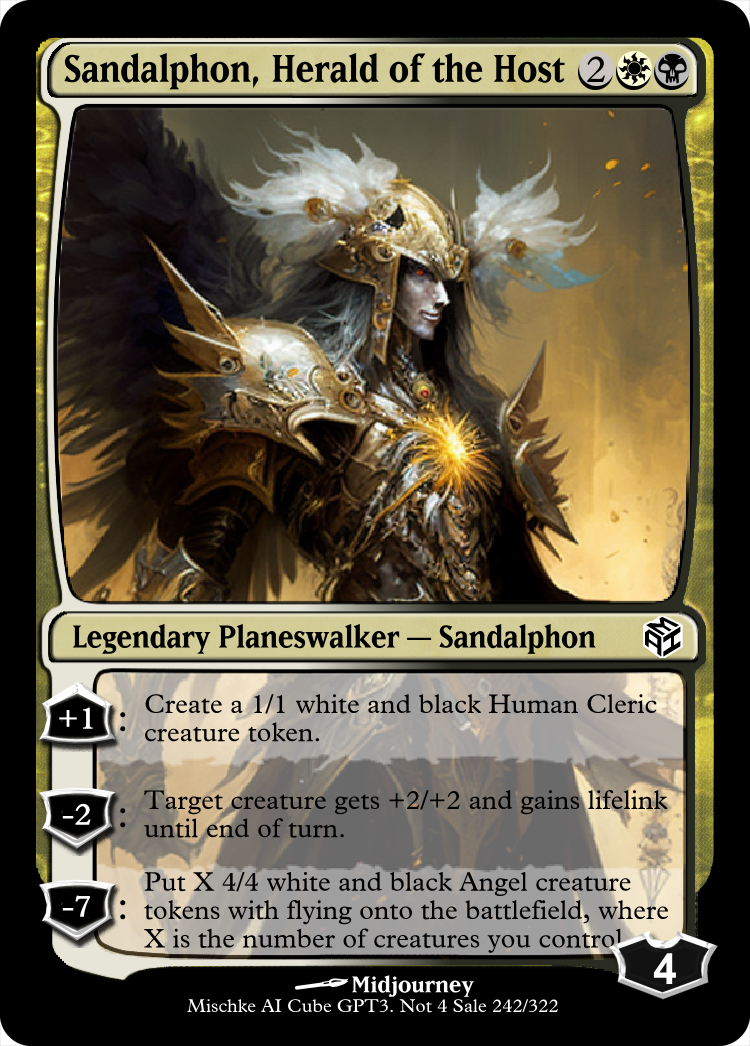 Sandalphon, Herald of the Host 2
Legendary Planeswalker — Sandalphon
+1 : Create a 1/1 white and black Human Cleric
creature token.
-2 : Target creature gets +2/+2 and gains lifelink
until end of turn.
-7 : Put X 4/4 white and black Angel creature
tokens with flying onto the battlefield, where
X is the number of creatures you control
4
Midjourney
Mischke AI Cube GPT3. Not 4 Sale 242/322